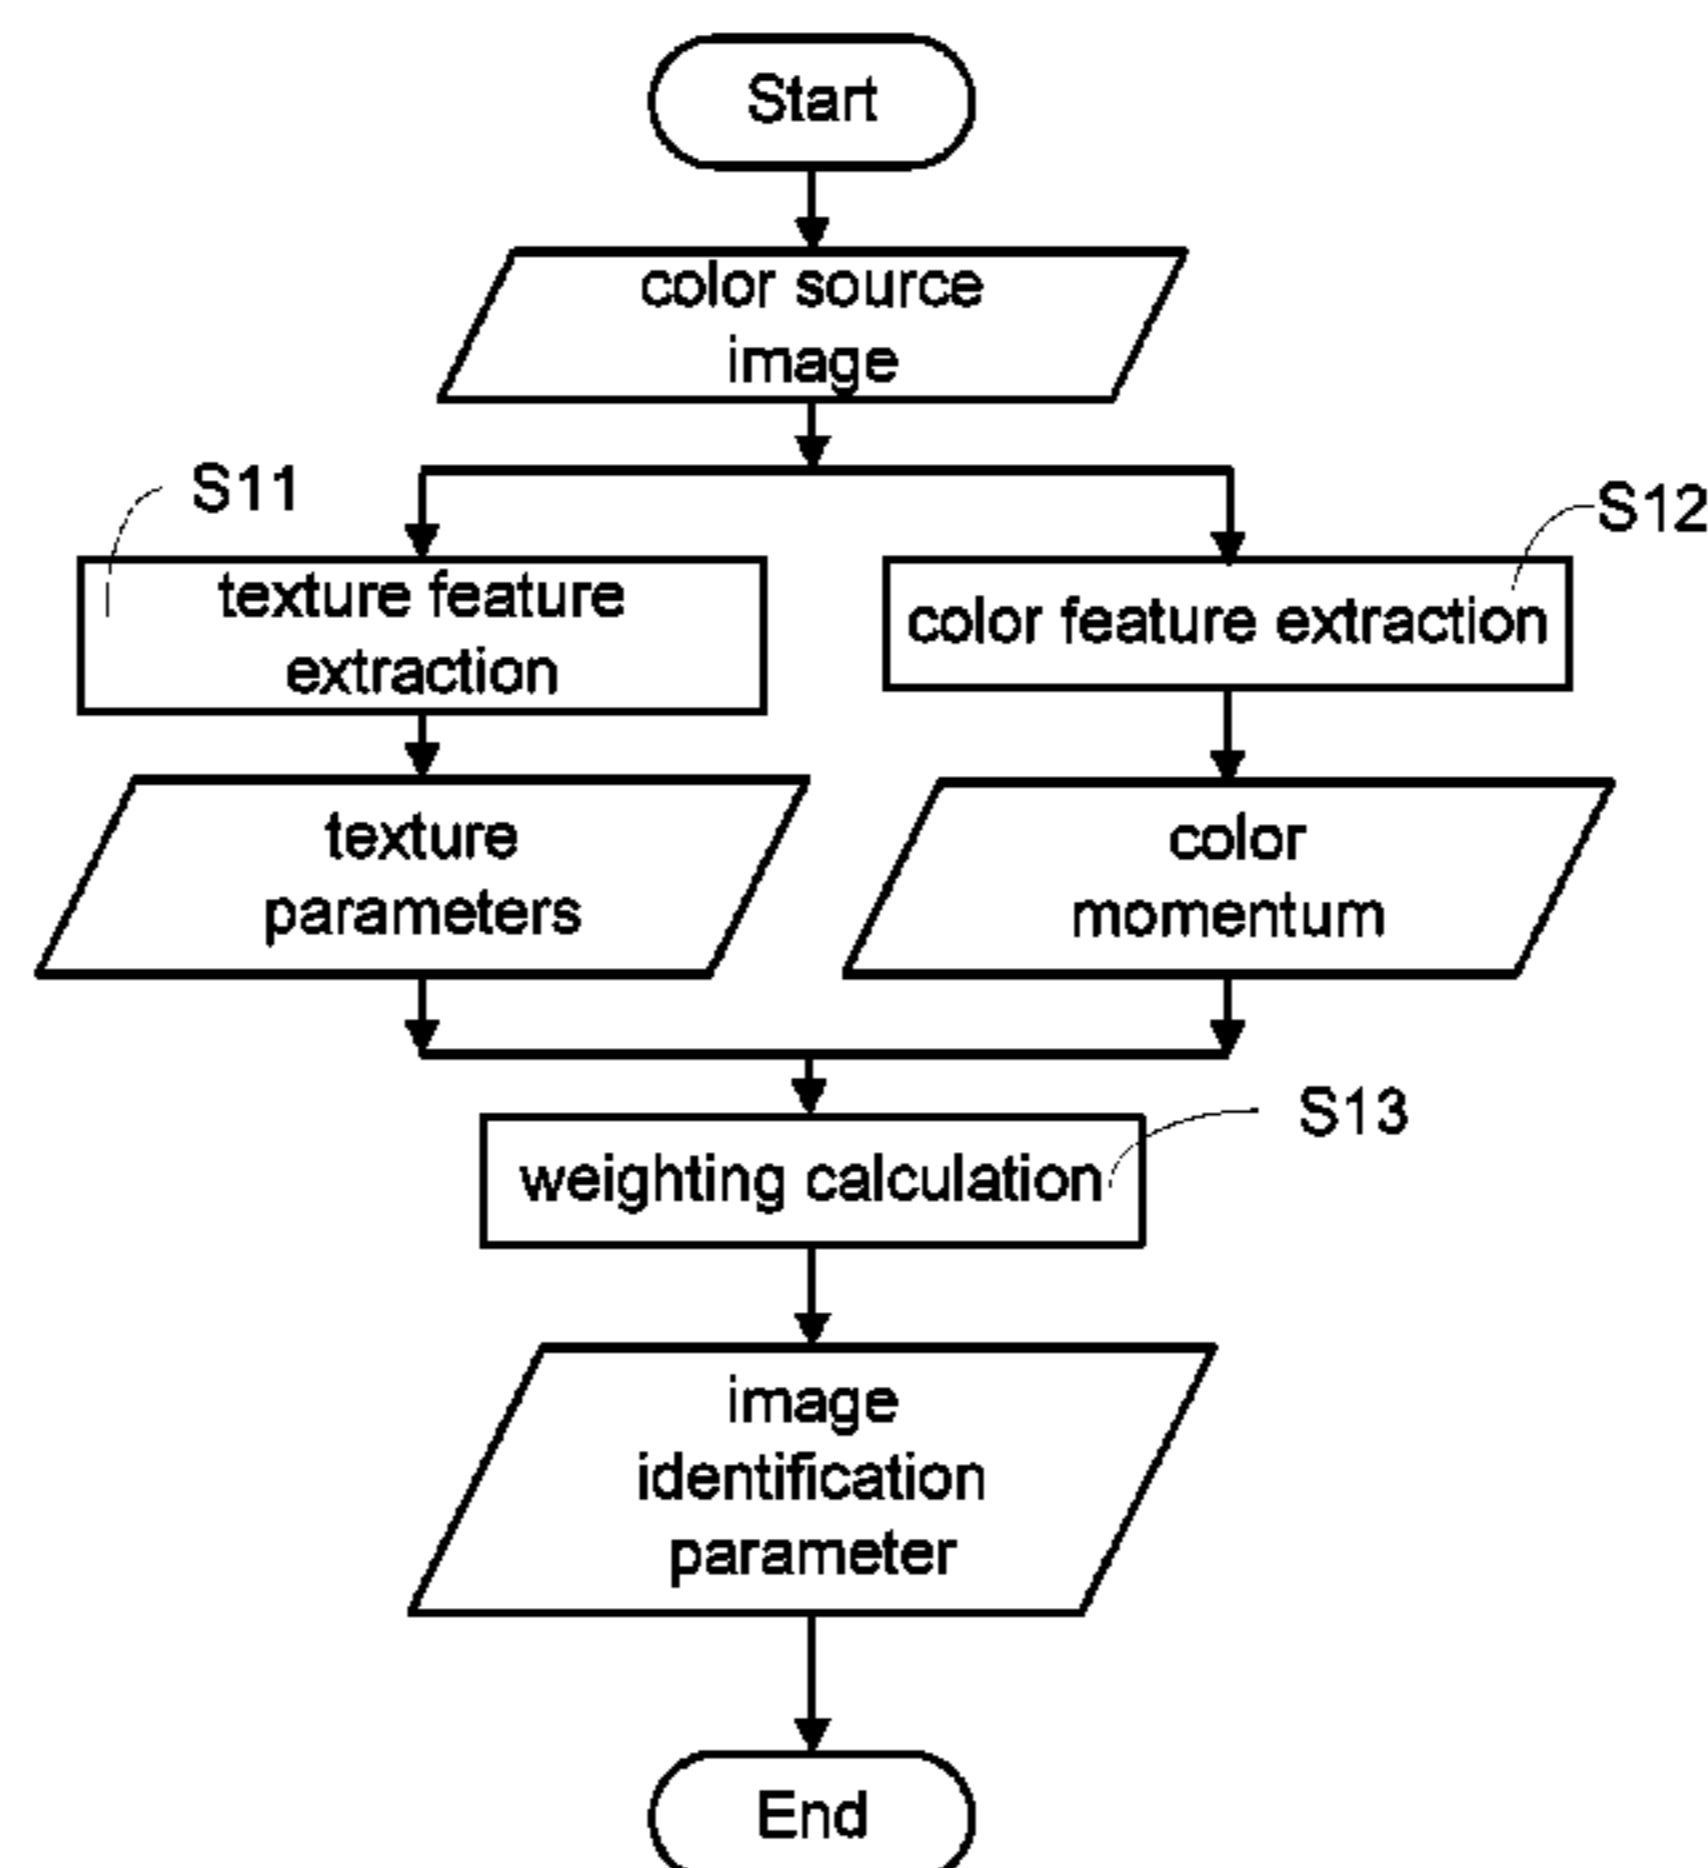 Start
color source
image
S11
S12
texture feature
extraction
color feature extraction
texture
parameters
color
momentum
S13
weighting calculation
image
identification
parameter
End